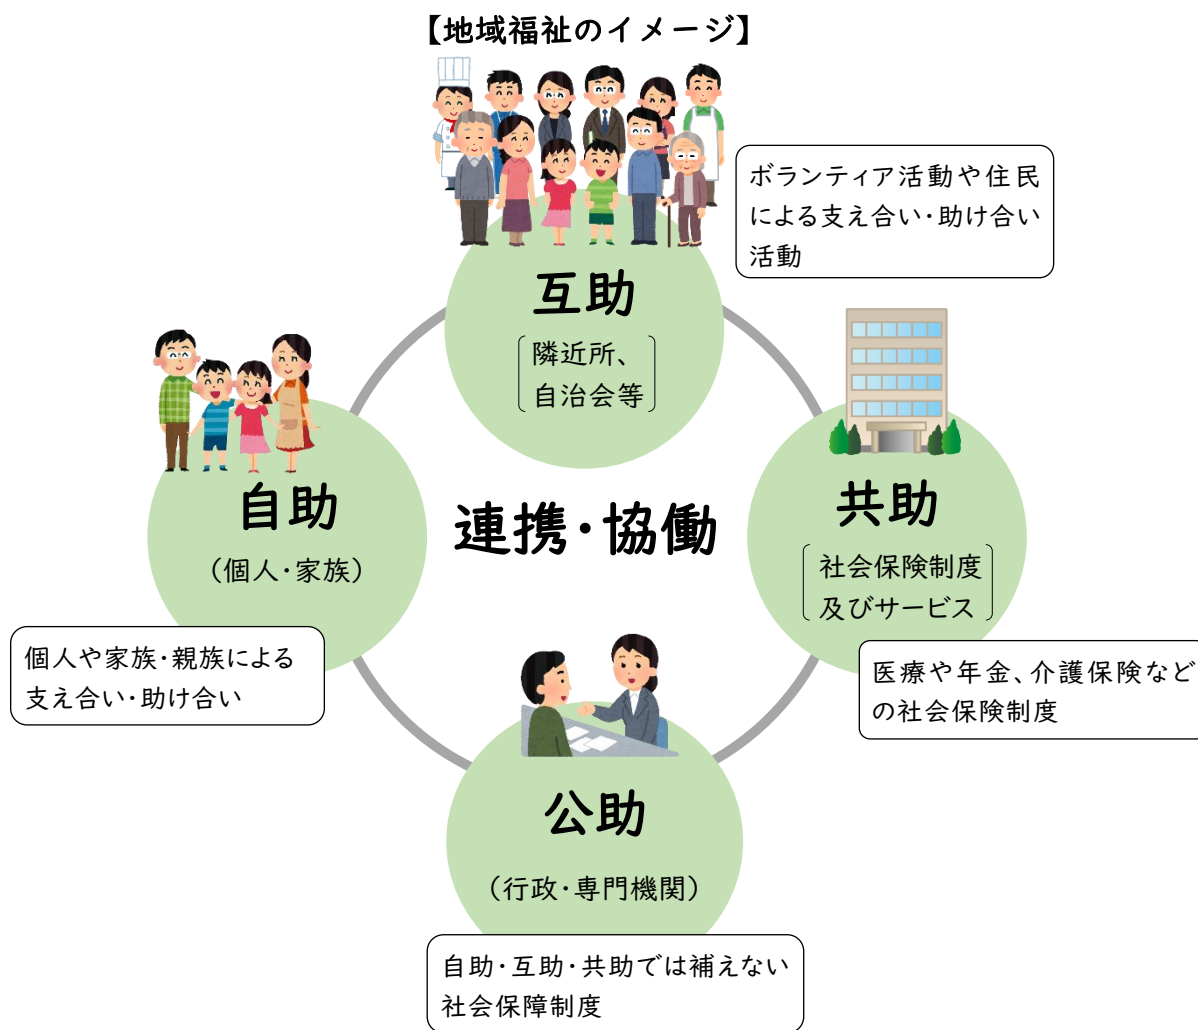 【地域福祉のイメージ】
ボランティア活動や住民
による支え合い・助け合い
活動
互助
隣近所、
自治会等
自助
（個人・家族）
個人や家族・親族による
支え合い・助け合い
連携・協働
共助
社会保険制度
及びサービス
医療や年金、介護保険など
の社会保険制度
公助
（行政・専門機関）
自助・互助・共助では補えない
社会保障制度